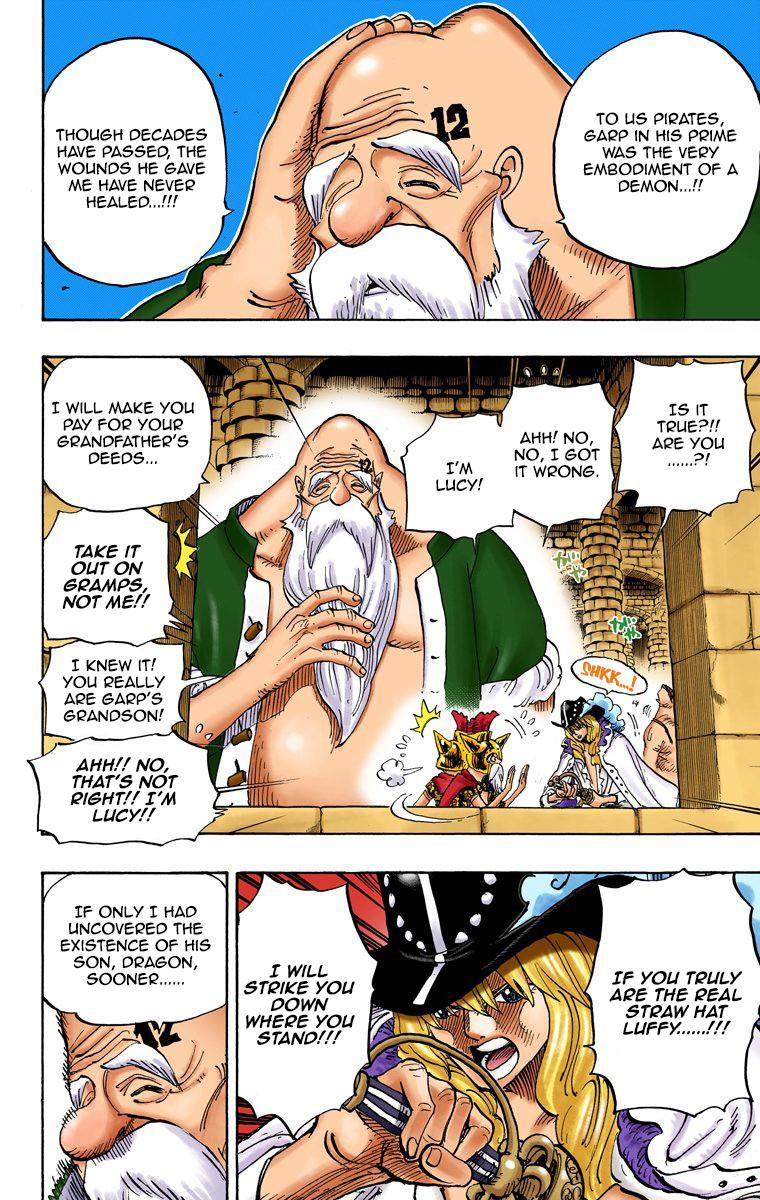 TO US PIRATES,
GARP IN HIS PRIME
WAS THE VERY
EMBODIMENT OF A
DEMON...!!
THOUGH DECADES
HAVE PASSED, THE
WOUNDS HE GAVE
ME HAVE NEVER
HEALED...!!!
12
IS IT
TRUE?!!
ARE YOU
......?!
AHH! NO,
NO, I GOT
IT WRONG.
I'M
LUCY!
I WILL MAKE YOU
PAY FOR YOUR
GRANDFATHER'S
DEEDS...
12
TAKE IT
OUT ON
GRAMPS,
NOT ME!!
I KNEW IT!
YOU REALLY
ARE GARP'S
GRANDSON!
AHH!! NO,
THAT'S NOT
RIGHT!! I'M
LUCY!!
SHKK...!
IF YOU TRULY
ARE THE REAL
STRAW HAT
LUFFY......!!!
I WILL
STRIKE YOU
DOWN
WHERE YOU
STAND!!!
IF ONLY I HAD
UNCOVERED THE
EXISTENCE OF HIS
SON, DRAGON,
SOONER......
12